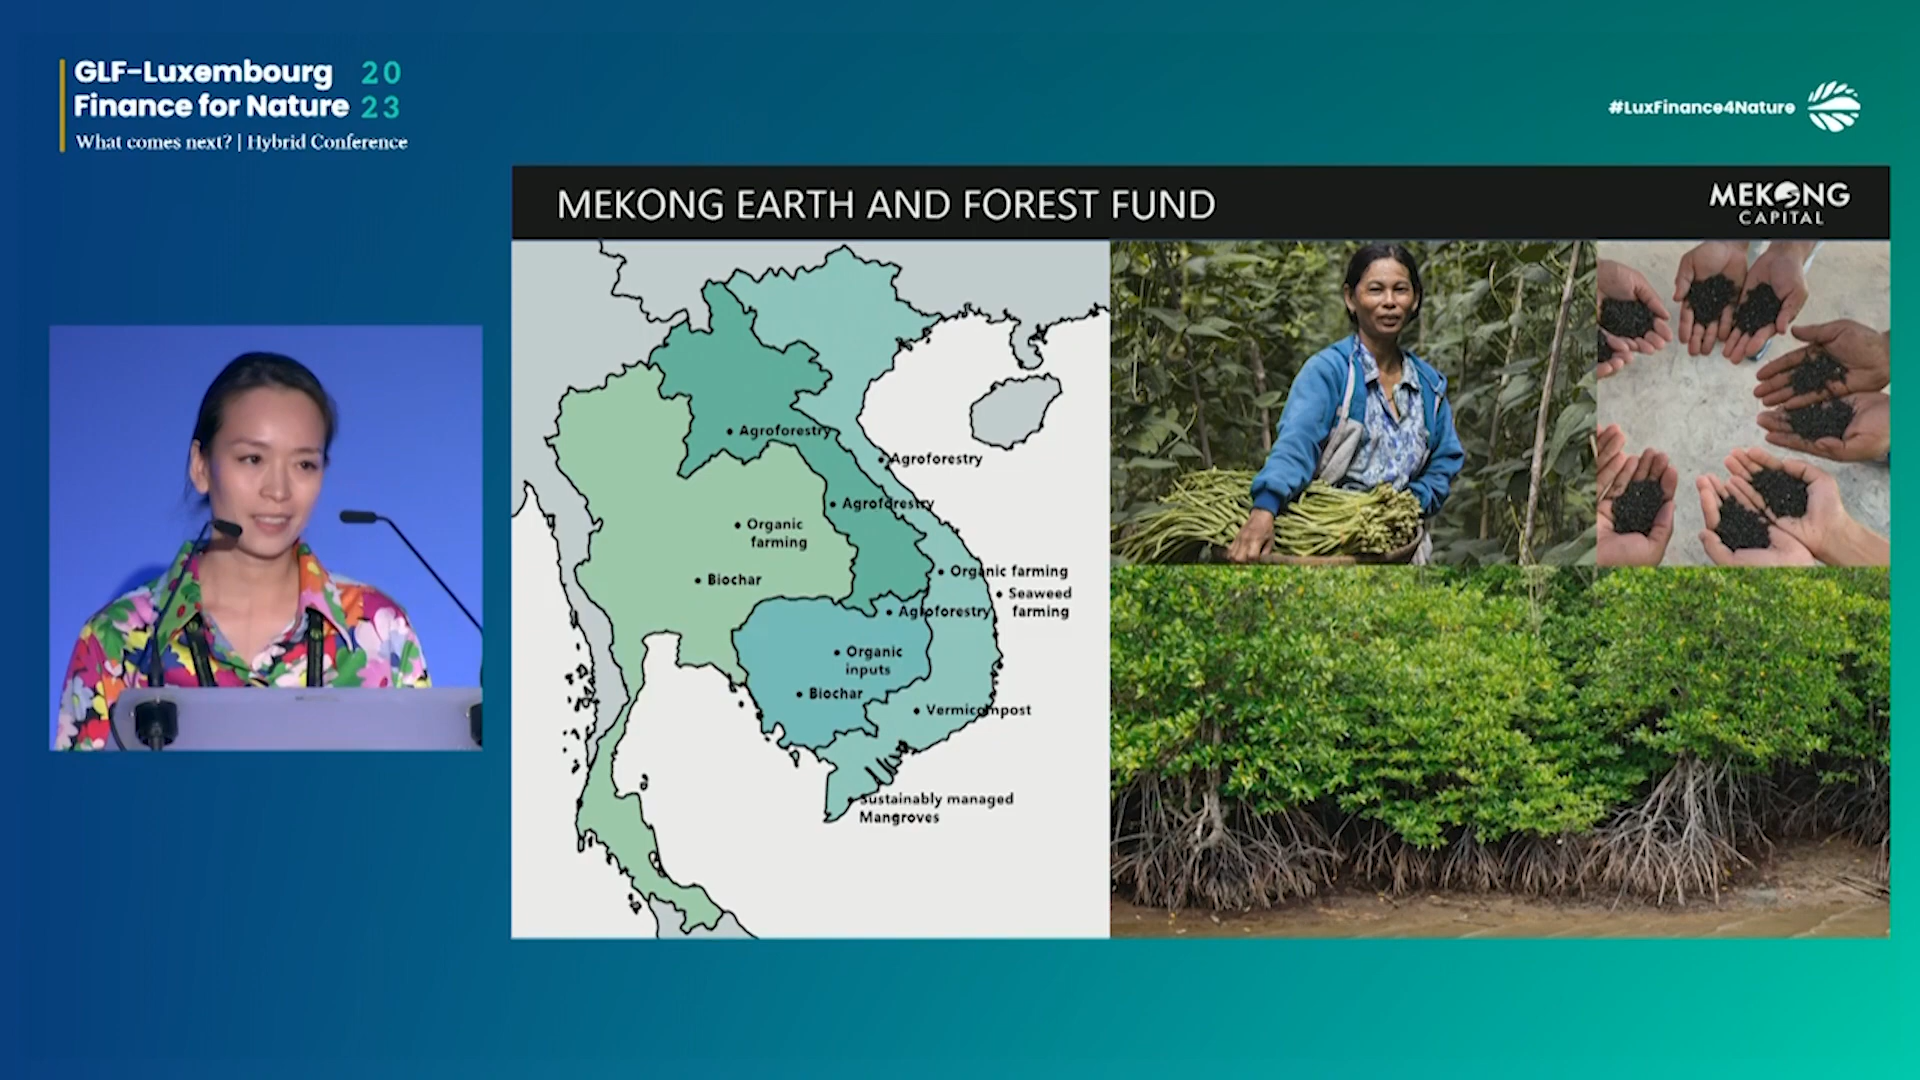 GLF-Luxembourg 20
Finance for Nature 23
What comes next? | Hybrid Conference
#LuxFinance4Nature
MEKONG EARTH AND FOREST FUND
MEKONG
CAPITAL
Agroforestry
Agroforestry
Agroforestry
Organic
farming
Biochar
Organic farming
Seaweed
farming
Agroforestry
Organic
inputs
Biochar
Vermicompost
Sustainably managed
Mangroves